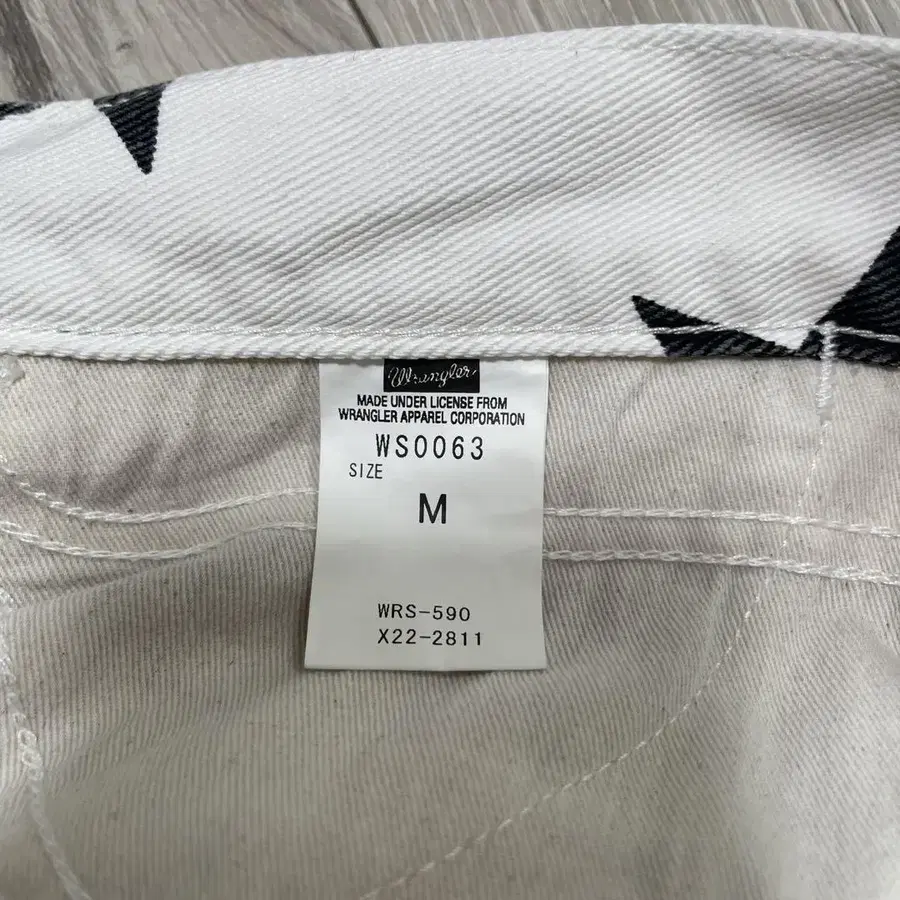 Wrangler
MADE UNDER LICENSE FROM
WRANGLER APPAREL CORPORATION
WS0063
SIZE
M
WRS-590
X22-2811